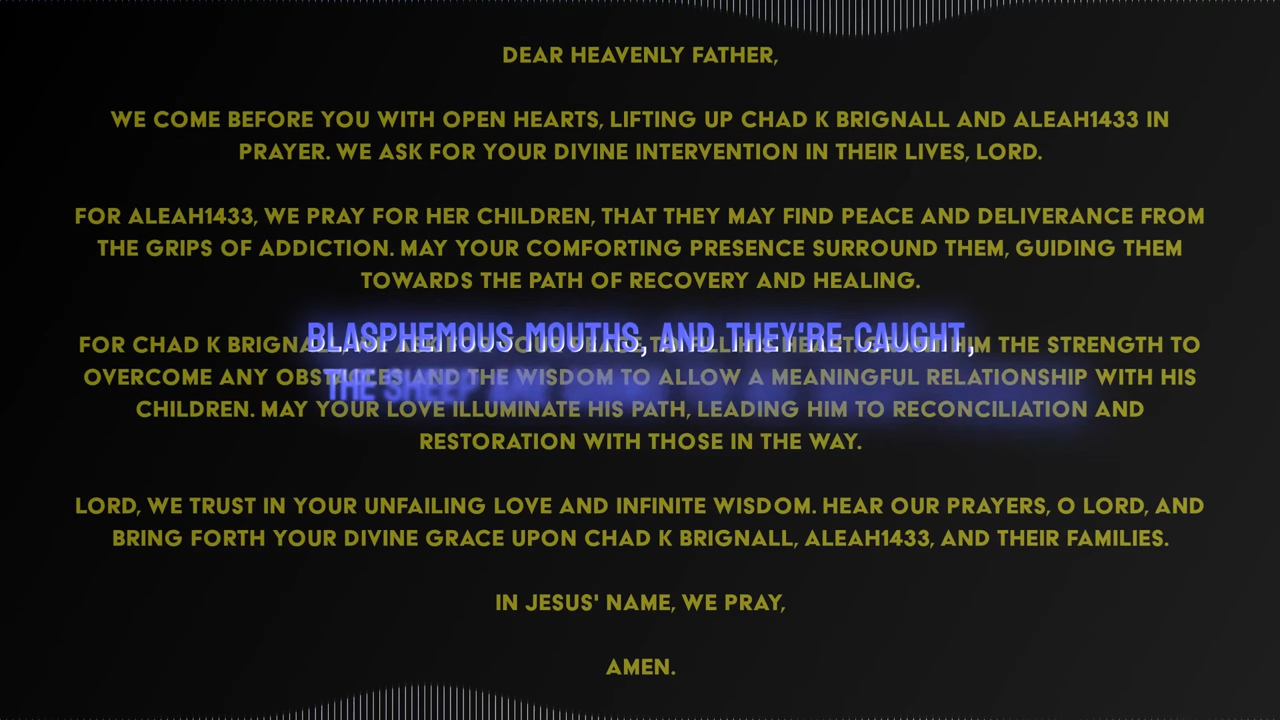 DEAR HEAVENLY FATHER,
WE COME BEFORE YOU WITH OPEN HEARTS, LIFTING UP CHAD K BRIGNALL AND ALEAH1433 IN
PRAYER. WE ASK FOR YOUR DIVINE INTERVENTION IN THEIR LIVES, LORD.
FOR ALEAH1433, WE PRAY FOR HER CHILDREN, THAT THEY MAY FIND PEACE AND DELIVERANCE FROM
THE GRIPS OF ADDICTION. MAY YOUR COMFORTING PRESENCE SURROUND THEM, GUIDING THEM
TOWARDS THE PATH OF RECOVERY AND HEALING.
BLASPHEMOUS MOUTHS, AND THEY'RE CAUGHT,
FOR CHAD K THE STRENGTH TO
THE SHEEP
OVERCOME ANY AND THE WISDOM TO ALLOW A MEANINGFUL RELATIONSHIP WITH HIS
CHILDREN. MAY YOUR LOVE ILLUMINATE HIS PATH, LEADING HIM TO RECONCILIATION AND
RESTORATION WITH THOSE IN THE WAY.
LORD, WE TRUST IN YOUR UNFAILING LOVE AND INFINITE WISDOM. HEAR OUR PRAYERS, O LORD, AND
BRING FORTH YOUR DIVINE GRACE UPON CHAD K BRIGNALL, ALEAH1433, AND THEIR FAMILIES.
IN JESUS' NAME, WE PRAY,
AMEN.